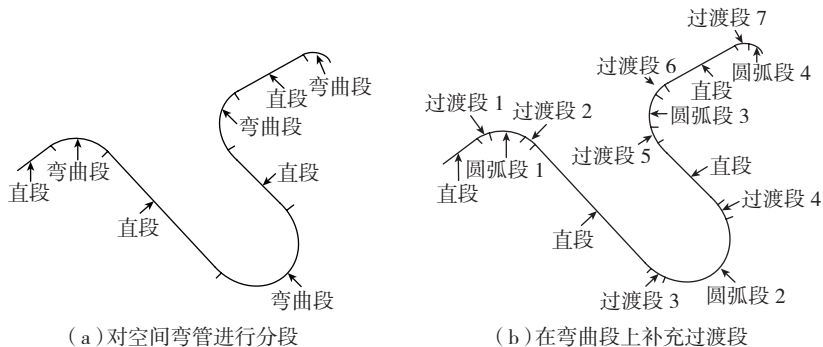 弯曲段
直段
弯曲段
弯曲段
直段
直段
直段
弯曲段
(a)对空间弯管进行分段
过渡段 7
过渡段 6
圆弧段 4
直段
过渡段 1
过渡段 2
圆弧段 3
过渡段 5
直段
圆弧段 1
直段
过渡段 4
直段
过渡段 3
圆弧段 2
(b)在弯曲段上补充过渡段